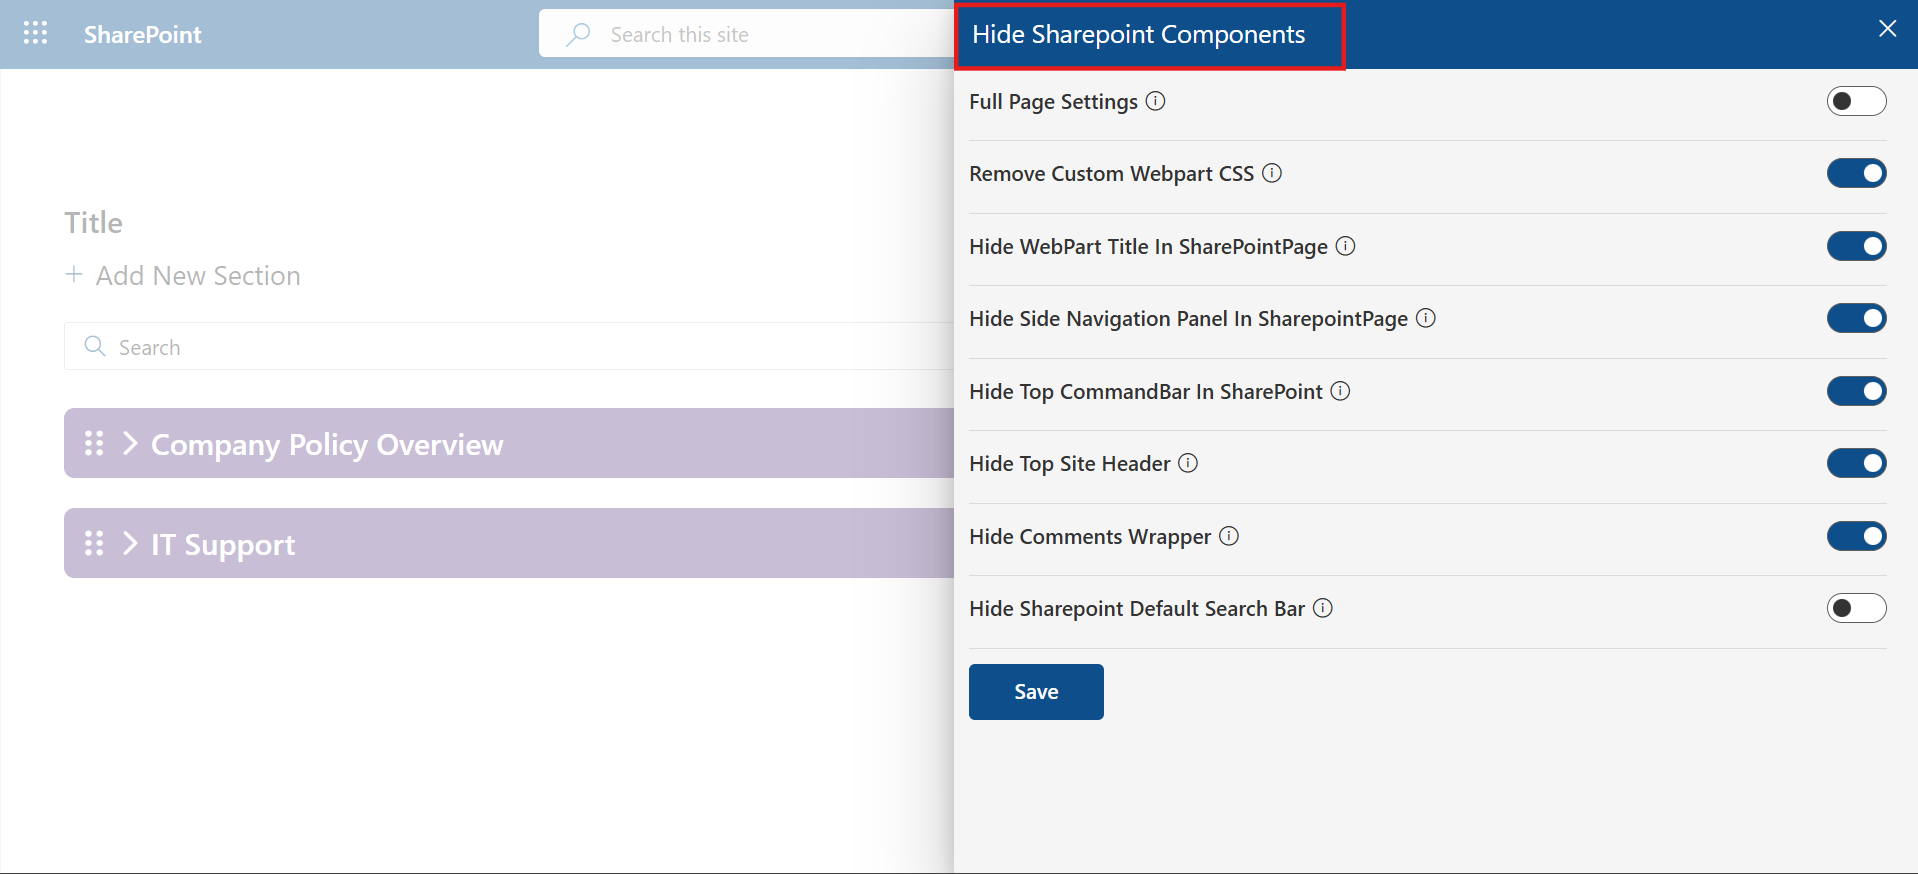 SharePoint
Search this site
Title
Add New Section
Search
Company Policy Overview
IT Support
Hide Sharepoint Components
Full Page Settings
Remove Custom Webpart CSS
Hide WebPart Title In SharePointPage
Hide Side Navigation Panel In SharepointPage
Hide Top CommandBar In SharePoint
Hide Top Site Header
Hide Comments Wrapper
Hide Sharepoint Default Search Bar
Save